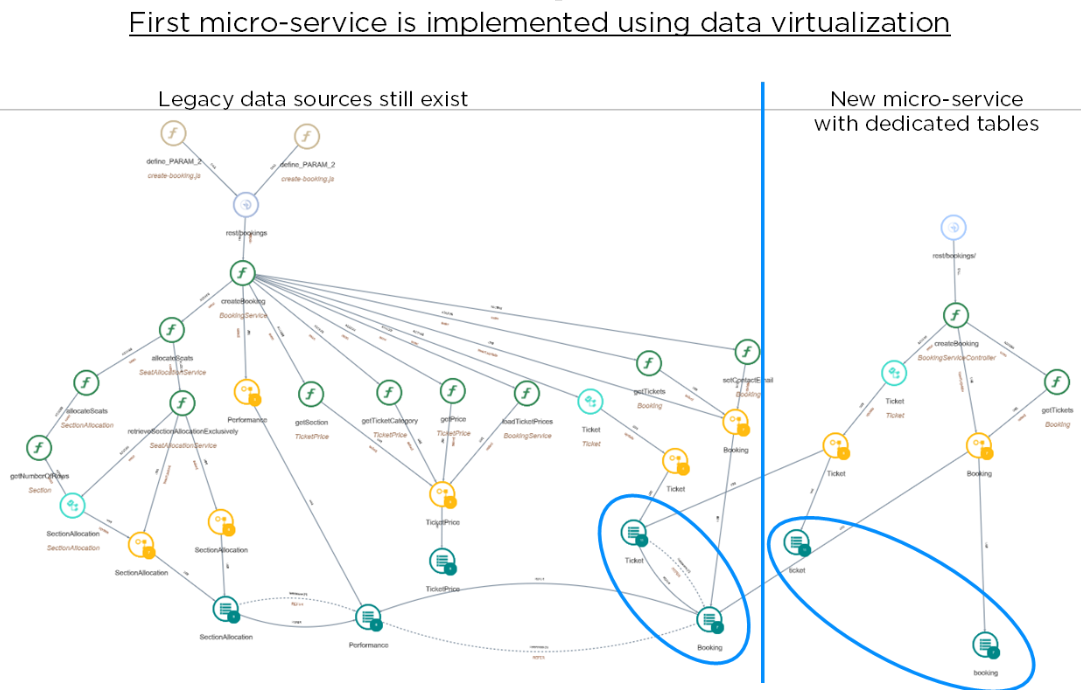 First micro-service is implemented using data virtualization
Legacy data sources still exist
New micro-service
with dedicated tables
define_PARAM_2
create-booking.js
define_PARAM_2
create-booking.js
rest/bookings
rest/bookings/
createBooking
BookingService
createBooking
BookingServiceController
allocateSeats
SeatAllocationService
getTickets
Booking
setContactEmail
Booking
Ticket
Ticket
getTickets
Booking
allocateSeats
SectionAllocation
retrieveSectionAllocationExclusively
SeatAllocationService
Performance
getSection
TicketPrice
getTicketCategory
TicketPrice
getPrice
TicketPrice
loadTicketPrices
BookingService
Ticket
Ticket
Booking
getNumberOfRows
Section
Ticket
Ticket
Booking
SectionAllocation
SectionAllocation
SectionAllocation
SectionAllocation
TicketPrice
Ticket
ticket
TicketPrice
SectionAllocation
Performance
Booking
booking